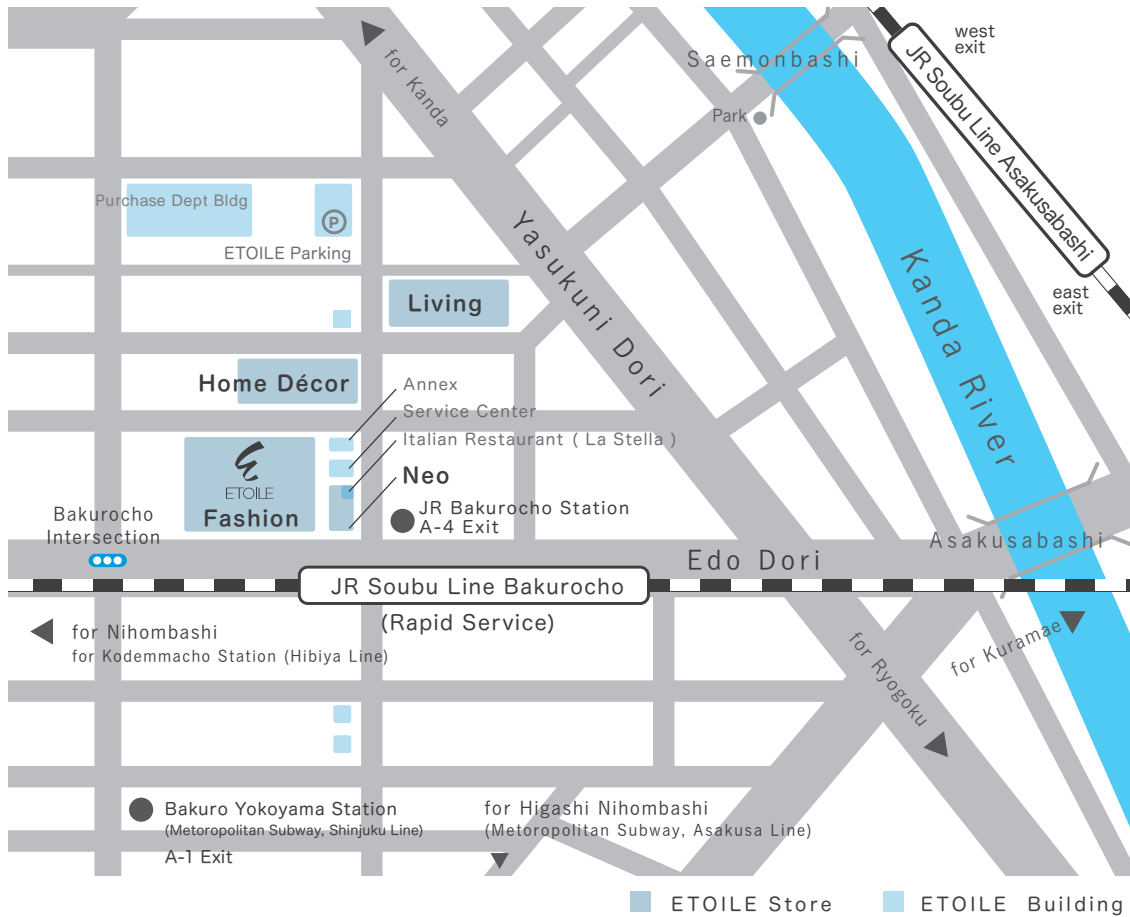 west
exit
JR Soubu Line Asakusabashi
east
exit
Saemonbashi
for Kanda
Park
Purchase Dept Bldg
P
ETOILE Parking
Yasukuni Dori
Kanda River
Living
Home Décor
Annex
Service Center
Italian Restaurant ( La Stella )
Neo
ETOILE
Fashion
JR Bakurocho Station
A-4 Exit
Bakurocho
Intersection
Asakusabashi
Edo Dori
JR Soubu Line Bakurocho
(Rapid Service)
for Nihombashi
for Kodemmacho Station (Hibiya Line)
for Ryogoku
for Kuramae
Bakuro Yokoyama Station
(Metoropolitan Subway, Shinjuku Line)
A-1 Exit
for Higashi Nihombashi
(Metoropolitan Subway, Asakusa Line)
ETOILE Store
ETOILE Building